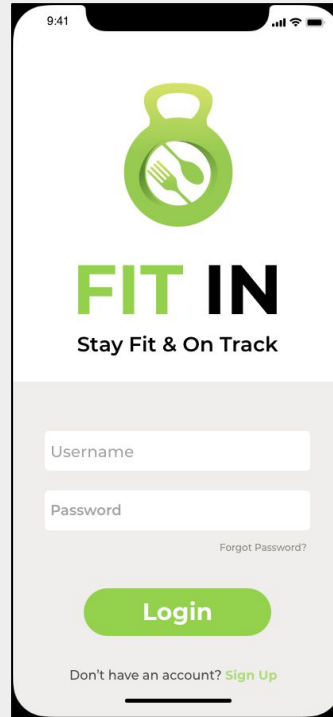 9:41
FIT IN
Stay Fit & On Track
Username
Password
Forgot Password?
Login
Don't have an account? Sign Up